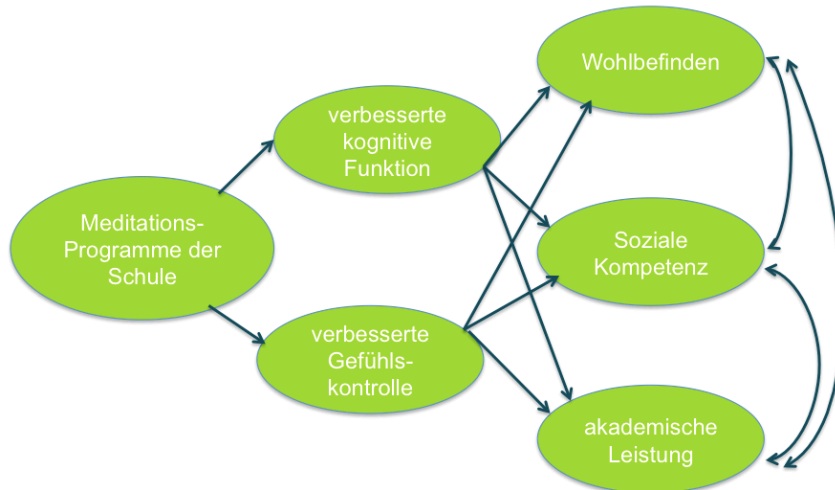 Meditations-
Programme der
Schule
verbesserte
kognitive
Funktion
verbesserte
Gefühls-
kontrolle
Wohlbefinden
Soziale
Kompetenz
akademische
Leistung